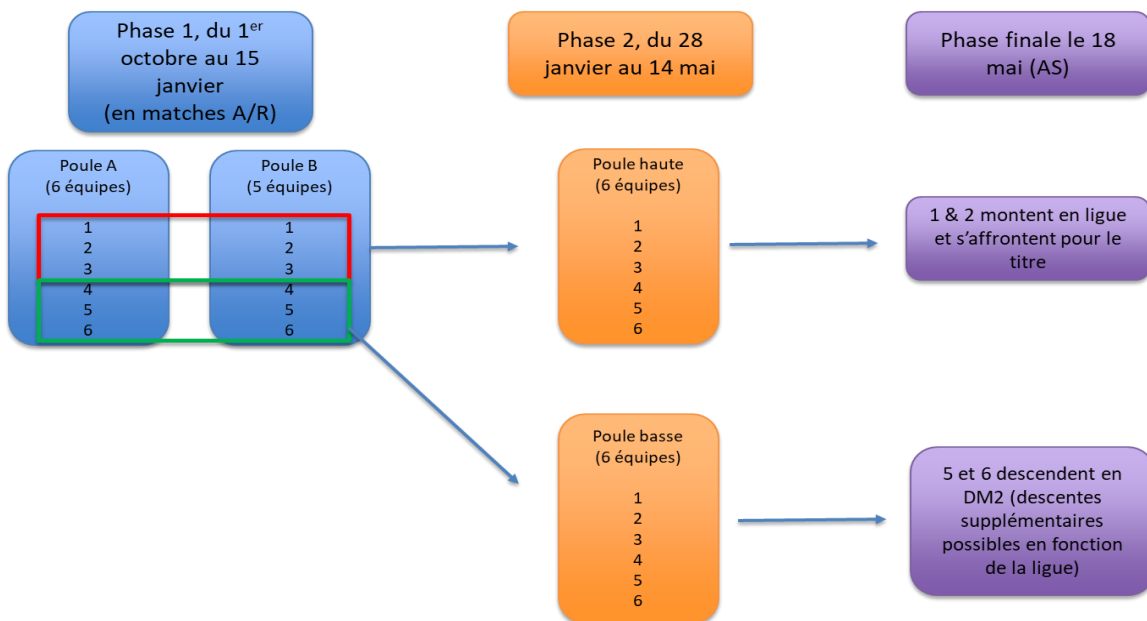 Phase 1, du 1er
octobre au 15
janvier
(en matches A/R)
Phase 2, du 28
janvier au 14 mai
Phase finale le 18
mai (AS)
Poule A
(6 équipes)
1
2
3
4
5
6
Poule B
(5 équipes)
1
2
3
4
5
6
Poule haute
(6 équipes)
1
2
3
4
5
6
1 & 2 montent en ligue
et s’affrontent pour le
titre
Poule basse
(6 équipes)
1
2
3
4
5
6
5 et 6 descendent en
DM2 (descentes
supplémentaires
possibles en fonction
de la ligue)